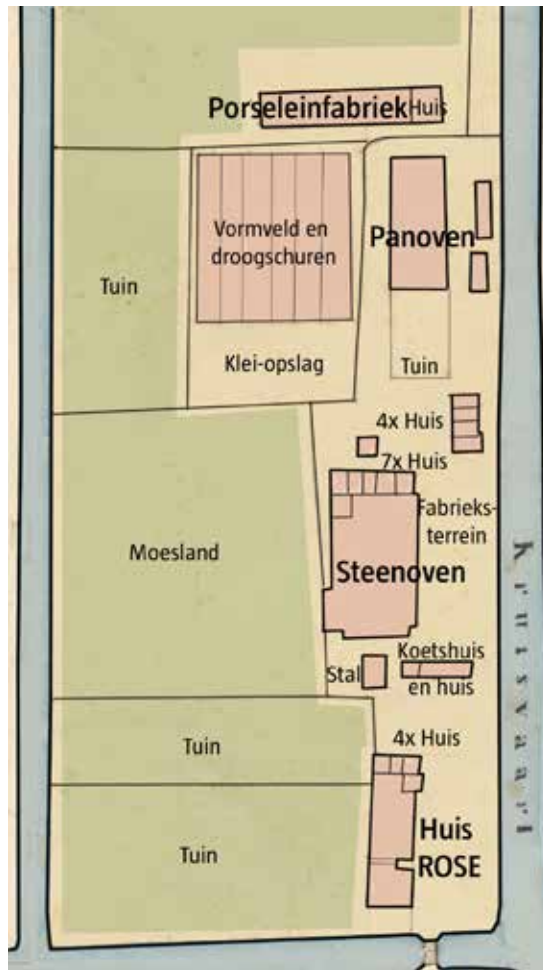 Porseleinfabriek
Huis
Vormveld en
droogschuren
Panoven
Tuin
Klei-opslag
Tuin
4x Huis
7x Huis
Fabrieks-
terrein
Moesland
Steenoven
Kruisvaart
Koetshuis
en huis
Stal
Tuin
4x Huis
Tuin
Huis
ROSE